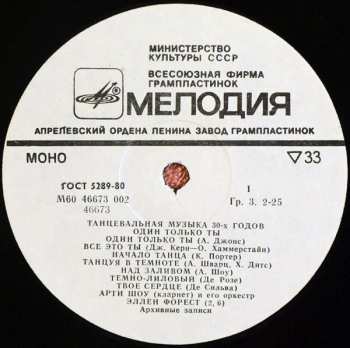 МИНИСТЕРСТВО
КУЛЬТУРЫ СССР
ВСЕСОЮЗНАЯ ФИРМА
ГРАМПЛАСТИНОК
МЕЛОДИЯ
АПРЕЛЕВСКИЙ ОРДЕНА ЛЕНИНА ЗАВОД ГРАМПЛАСТИНОК
МОНО
▽33
ГОСТ 5289-80
1
М60 46673 002
Гр. 3. 2-25
46673
ТАНЦЕВАЛЬНАЯ МУЗЫКА 30-х ГОДОВ
ОДИН ТОЛЬКО ТЫ
ОДИН ТОЛЬКО ТЫ (А. Джонс)
ВСЕ ЭТО ТЫ (Дж. Керн—О. Хаммерстайн)
НАЧАЛО ТАНЦА (К. Портер)
ТАНЦУЯ В ТЕМНОТЕ (А. Шварц, Х. Дитс)
НАД ЗАЛИВОМ (А. Шоу)
ТЕМНО-ЛИЛОВЫЙ (Де Розе)
ТВОЕ СЕРДЦЕ (Де Сильва)
АРТИ ШОУ (кларнет) и его оркестр
ЭЛЛЕН ФОРЕСТ (2, 6)
Архивные записи